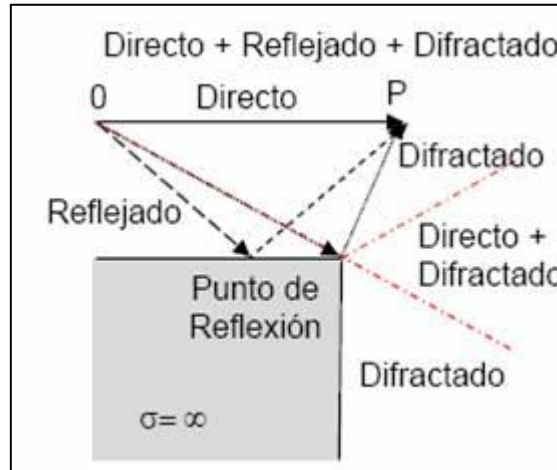 Directo + Reflejado + Difractado
0 Directo P
Difractado
Reflejado
Directo +
Difractado
Punto de
Reflexión
Difractado
σ= ∞